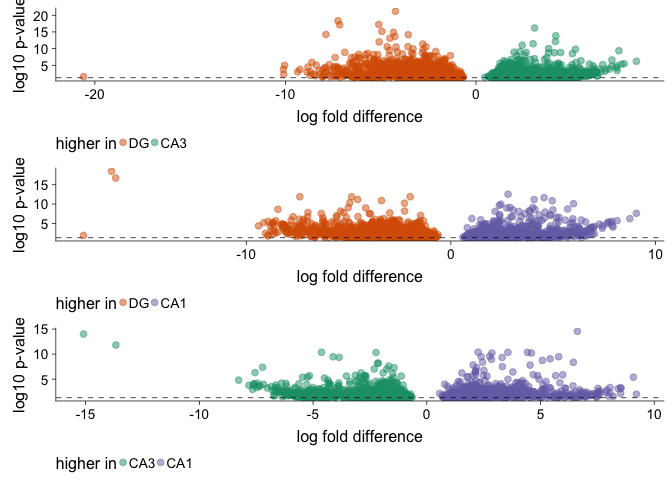 log10 p-value
20
15
10
5
-20 -10 0
log fold difference
higher in DG CA3
log10 p-value
15
10
5
-10 0 10
log fold difference
higher in DG CA1
log10 p-value
15
10
5
-15 -10 -5 0 5 10
log fold difference
higher in CA3 CA1